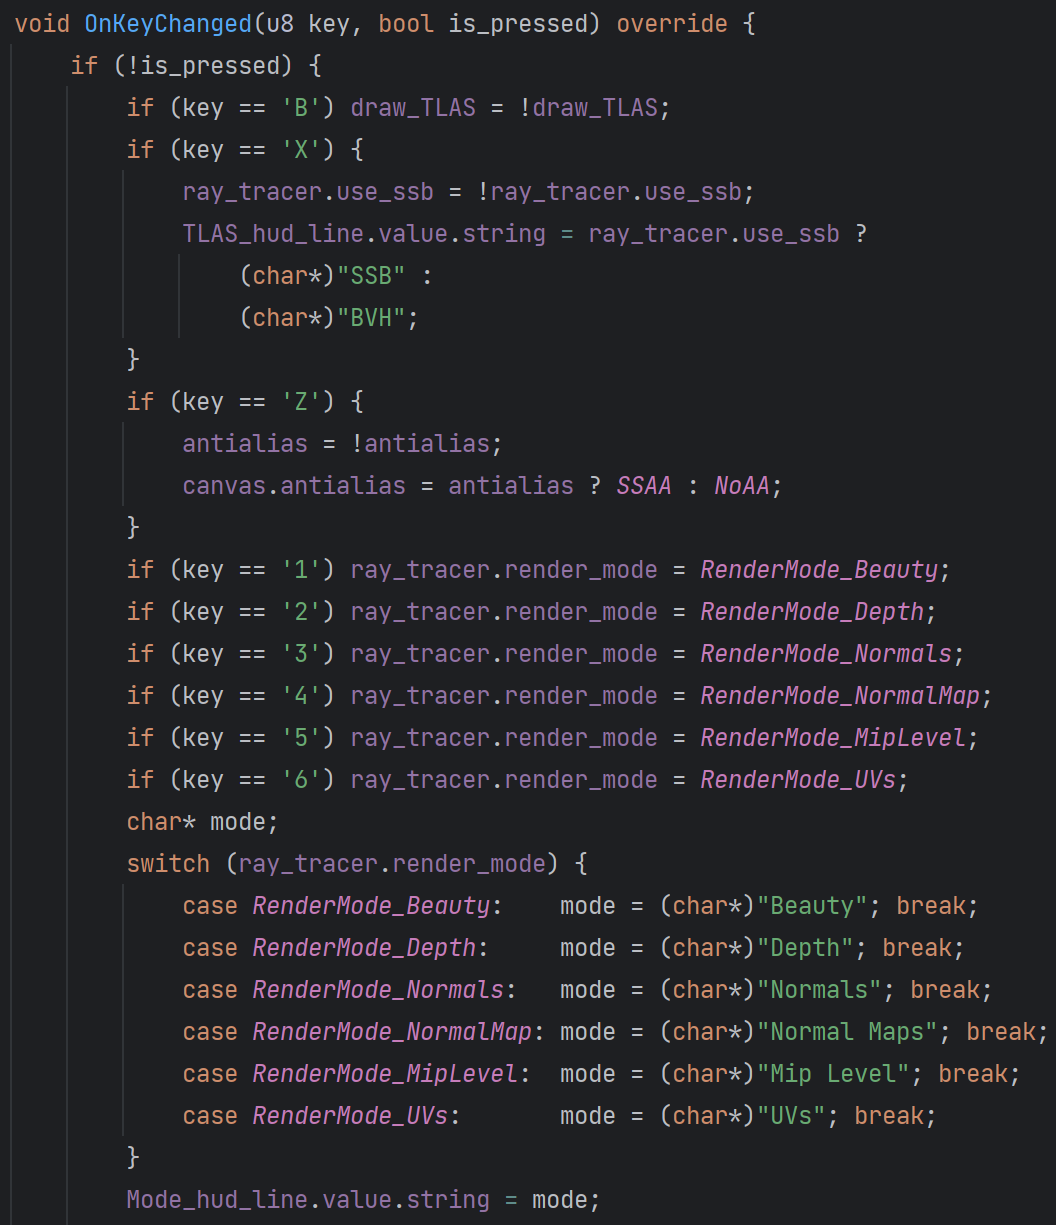 void OnKeyChanged(u8 key, bool is_pressed) override {
    if (!is_pressed) {
        if (key == 'B') draw_TLAS = !draw_TLAS;
        if (key == 'X') {
            ray_tracer.use_ssb = !ray_tracer.use_ssb;
            TLAS_hud_line.value.string = ray_tracer.use_ssb ?
                (char*)"SSB" :
                (char*)"BVH";
        }
        if (key == 'Z') {
            antialias = !antialias;
            canvas.antialias = antialias ? SSAA : NoAA;
        }
        if (key == '1') ray_tracer.render_mode = RenderMode_Beauty;
        if (key == '2') ray_tracer.render_mode = RenderMode_Depth;
        if (key == '3') ray_tracer.render_mode = RenderMode_Normals;
        if (key == '4') ray_tracer.render_mode = RenderMode_NormalMap;
        if (key == '5') ray_tracer.render_mode = RenderMode_MipLevel;
        if (key == '6') ray_tracer.render_mode = RenderMode_UVs;
        char* mode;
        switch (ray_tracer.render_mode) {
            case RenderMode_Beauty:    mode = (char*)"Beauty"; break;
            case RenderMode_Depth:     mode = (char*)"Depth"; break;
            case RenderMode_Normals:   mode = (char*)"Normals"; break;
            case RenderMode_NormalMap: mode = (char*)"Normal Maps"; break;
            case RenderMode_MipLevel:  mode = (char*)"Mip Level"; break;
            case RenderMode_UVs:       mode = (char*)"UVs"; break;
        }
        Mode_hud_line.value.string = mode;